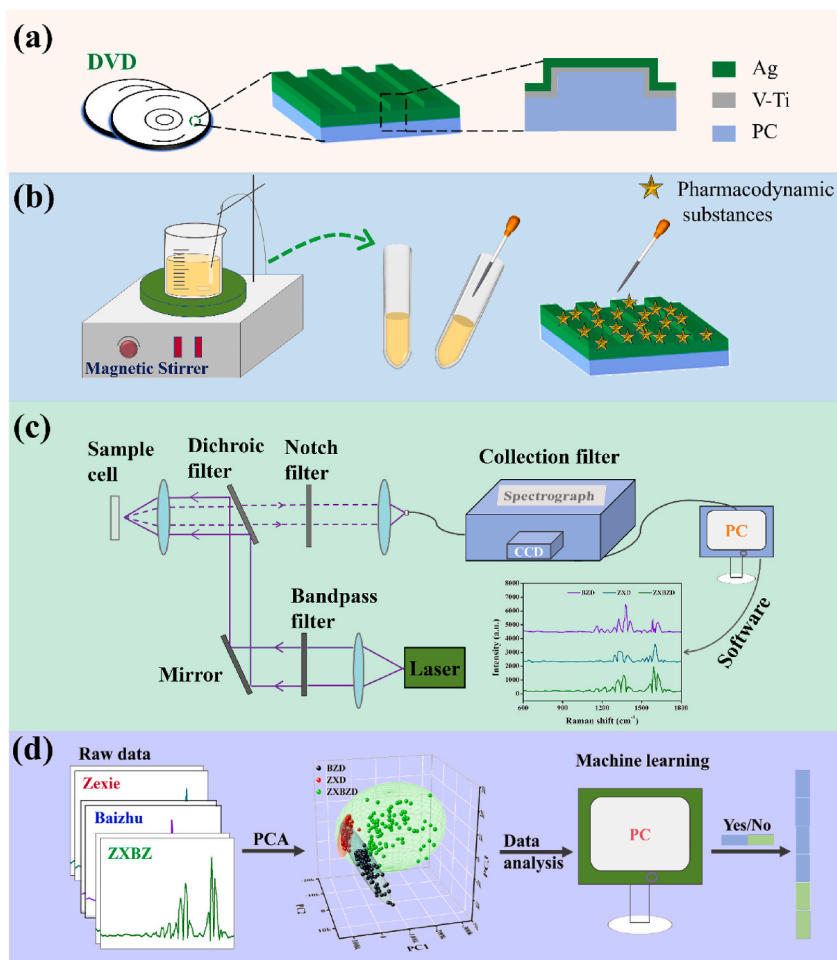 (a)
DVD
Ag
V-Ti
PC
(b)
Pharmacodynamic
substances
Magnetic Stirrer
(c)
Sample
cell
Dichroic
filter
Notch
filter
Collection filter
Spectrograph
CCD
PC
Bandpass
filter
Mirror
Laser
Software
BZD
ZXD
ZXBZD
Intensity (a.u.)
8000
7000
6000
5000
4000
3000
2000
1000
0
600
900
1200
1500
1800
Raman shift (cm⁻¹)
(d)
Raw data
Zexie
Baizhu
ZXBZ
PCA
BZD
ZXD
ZXBZD
PC1
PC2
PC3
Data
analysis
Machine learning
PC
Yes/No